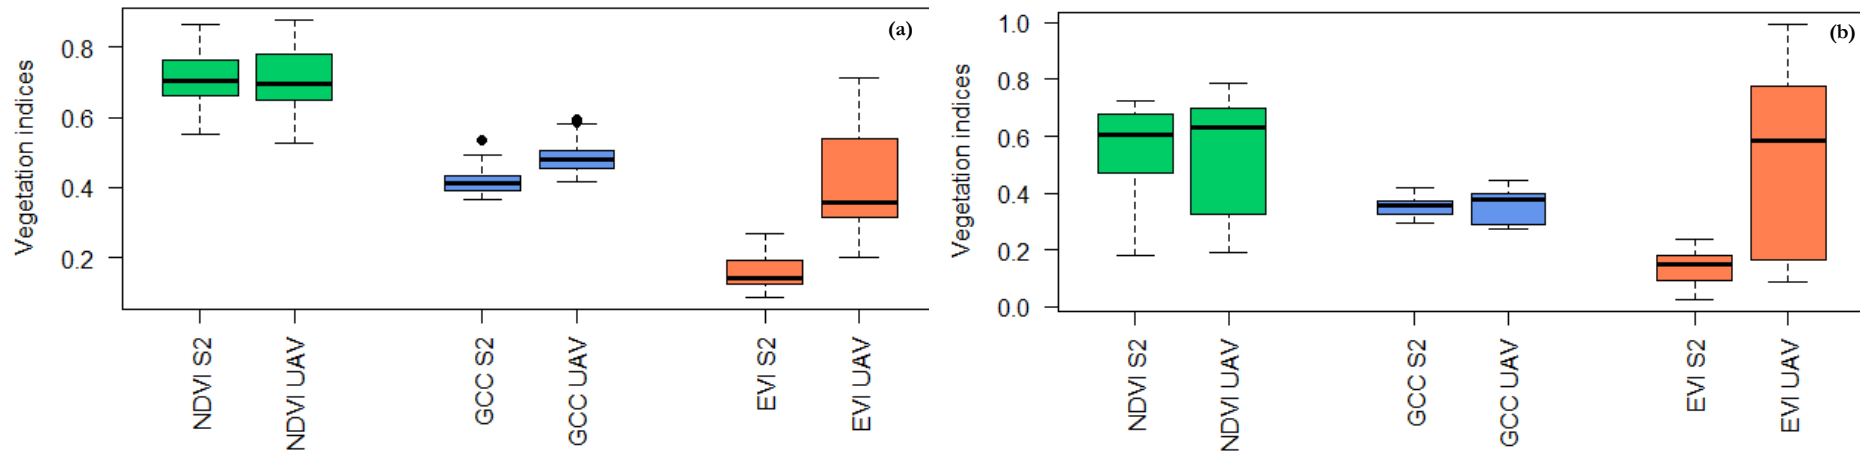 (a)
Vegetation indices
0.8
0.6
0.4
0.2
NDVI S2
NDVI UAV
GCC S2
GCC UAV
EVI S2
EVI UAV
(b)
Vegetation indices
1.0
0.8
0.6
0.4
0.2
0.0
NDVI S2
NDVI UAV
GCC S2
GCC UAV
EVI S2
EVI UAV